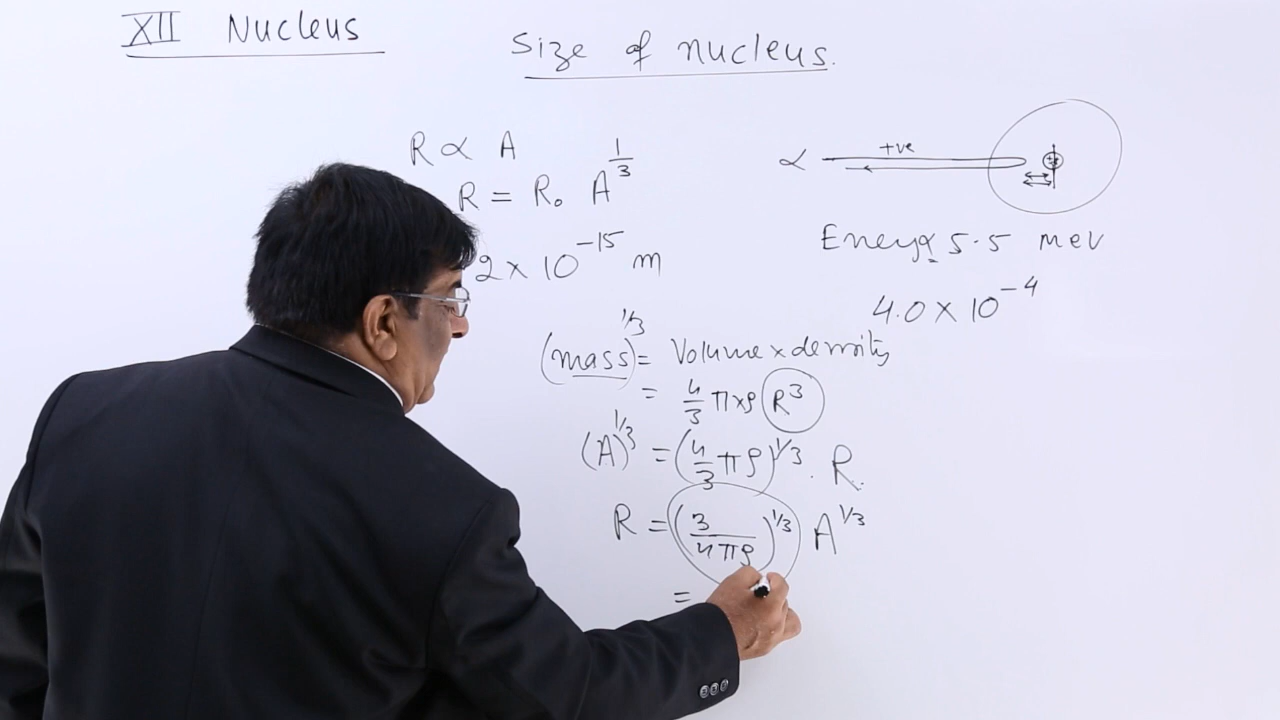 XII Nucleus
Size of nucleus.
R ∝ A
R = R₀ A^1/3
2 × 10^-15 m
(mass)^1/3 = Volume × density
= 4/3 π × ρ R^3
(A)^1/3 = (4/3 π ρ)^1/3 . R.
R = (3/4πρ)^1/3 A^1/3
=
α +ve
+
5.5 mev
4.0 × 10^-4